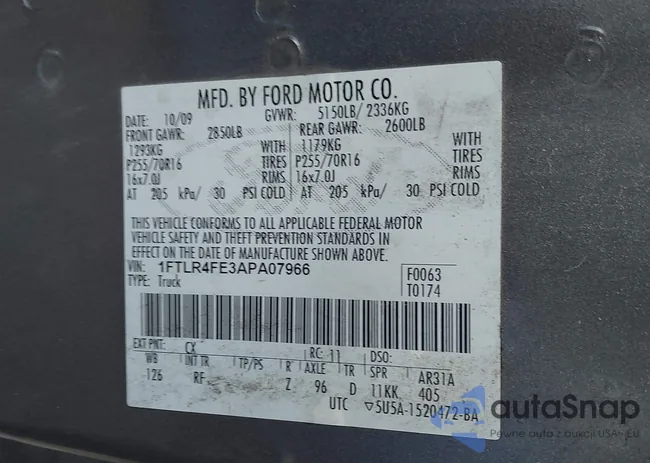 MFD. BY FORD MOTOR CO.
DATE: 10/09 GVWR: 5150LB/ 2336KG
FRONT GAWR: 2850LB REAR GAWR: 2600LB
1293KG WITH 1179KG WITH
P255/70R16 TIRES P255/70R16 TIRES
16x7.0J RIMS 16x7.0J RIMS
AT 205 kPa/ 30 PSI COLD AT 205 kPa/ 30 PSI COLD
THIS VEHICLE CONFORMS TO ALL APPLICABLE FEDERAL MOTOR
VEHICLE SAFETY AND THEFT PREVENTION STANDARDS IN
EFFECT ON THE DATE OF MANUFACTURE SHOWN ABOVE.
VIN: 1FTLR4FE3APA07966 F0063
TYPE: Truck T0174
EXT PNT: CX RC: 11 DSO:
WB INT TR TP/PS R AXLE TR SPR AR31A
126 RF Z 96 D 11KK 405
UTC ▽5U5A-1520472-BA
autaSnap
Pewne auta z aukcji USA i EU